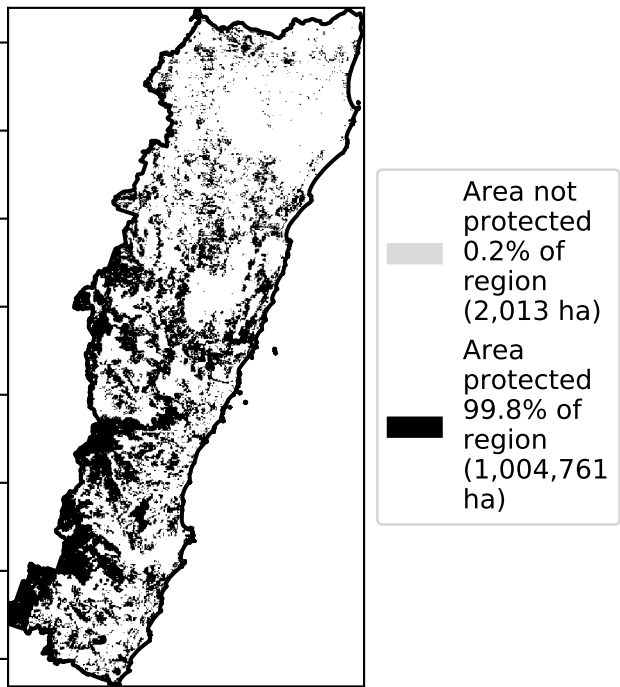 Area not
protected
0.2% of
region
(2,013 ha)
Area
protected
99.8% of
region
(1,004,761
ha)